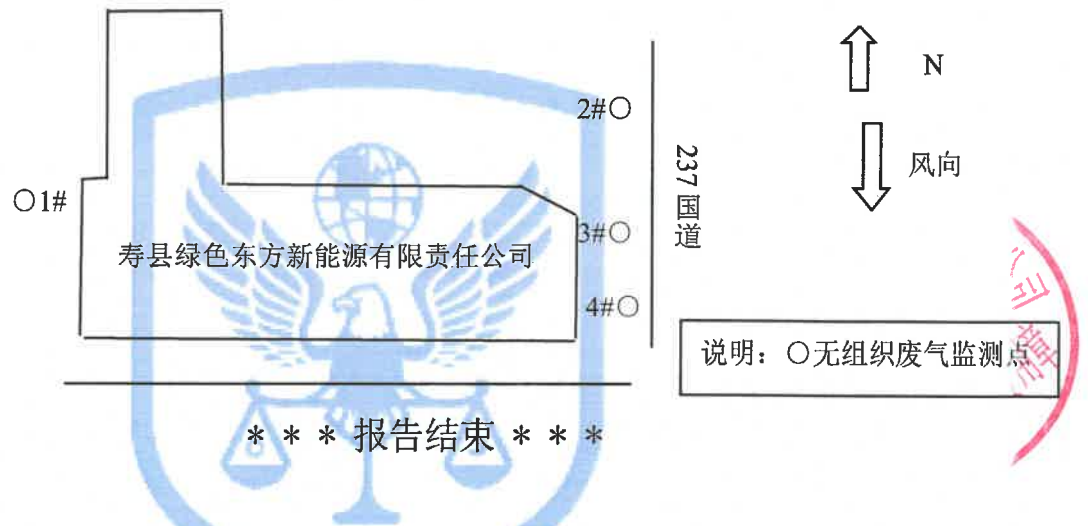 N
2#○
237国道
风向
○1#
3#○
寿县绿色东方新能源有限责任公司
4#○
说明：○无组织废气监测点
* * * 报告结束 * * *